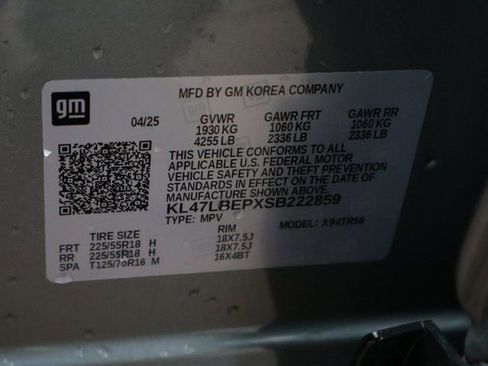 MFD BY GM KOREA COMPANY
gm
04/25 GVWR GAWR FRT GAWR RR
1930 KG 1060 KG 1060 KG
4255 LB 2336 LB 2336 LB
THIS VEHICLE CONFORMS TO ALL
APPLICABLE U.S. FEDERAL MOTOR
VEHICLE SAFETY AND THEFT PREVENTION
STANDARDS IN EFFECT ON THE DATE OF
MANUFACTURE SHOWN ABOVE.
KL47LBEPXSB222859
TYPE: MPV MODEL: X94TR58
TIRE SIZE RIM
FRT 225/55R18 H 18X7.5J
RR 225/55R18 H 18X7.5J
SPA T125/70R16 M 16X4BT